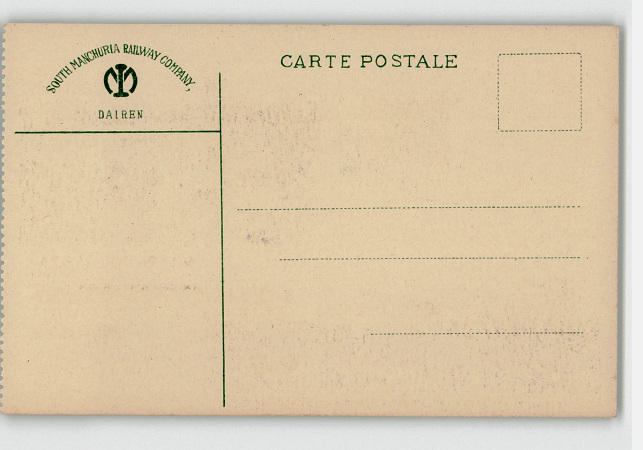 SOUTH MANCHURIA RAILWAY COMPANY,
DAIREN
CARTE POSTALE